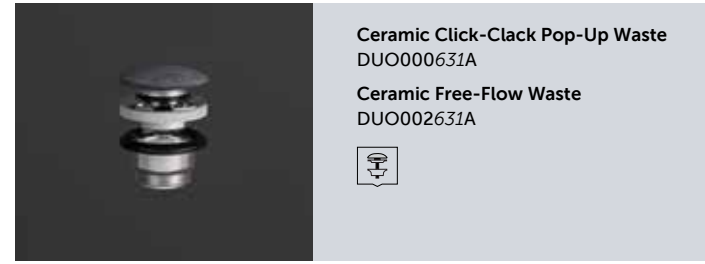 Ceramic Click-Clack Pop-Up Waste
DUO000631A
Ceramic Free-Flow Waste
DUO002631A